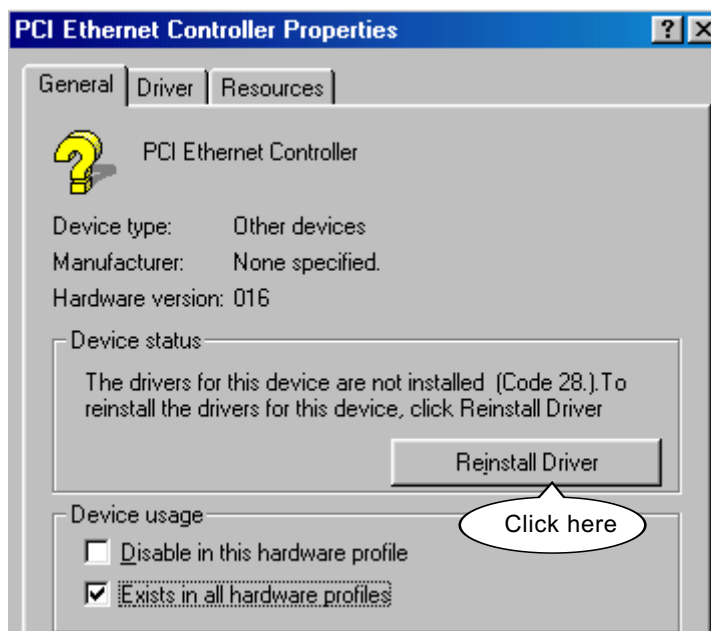 PCI Ethernet Controller Properties
General Driver Resources
PCI Ethernet Controller
Device type: Other devices
Manufacturer: None specified.
Hardware version: 016
Device status
The drivers for this device are not installed (Code 28.).To
reinstall the drivers for this device, click Reinstall Driver
Reinstall Driver
Click here
Device usage
Disable in this hardware profile
Exists in all hardware profiles